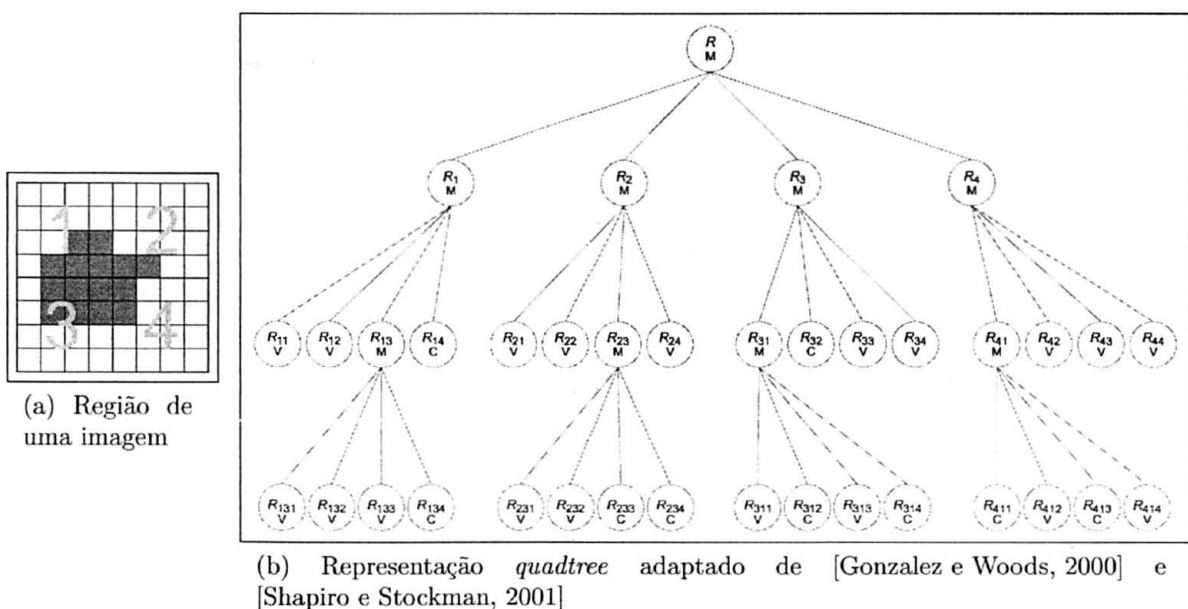 R
M
R1 R2 R3 R4
M M M M
1 2
3 4
R11 R12 R13 R14 R21 R22 R23 R24 R31 R32 R33 R34 R41 R42 R43 R44
V V M C V V M V M C V V M V V V
(a) Região de
uma imagem
R131 R132 R133 R134 R231 R232 R233 R234 R311 R312 R313 R314 R411 R412 R413 R414
V V V C V V C C V C V C C V C V
(b) Representação quadtree adaptado de [Gonzalez e Woods, 2000] e
[Shapiro e Stockman, 2001]